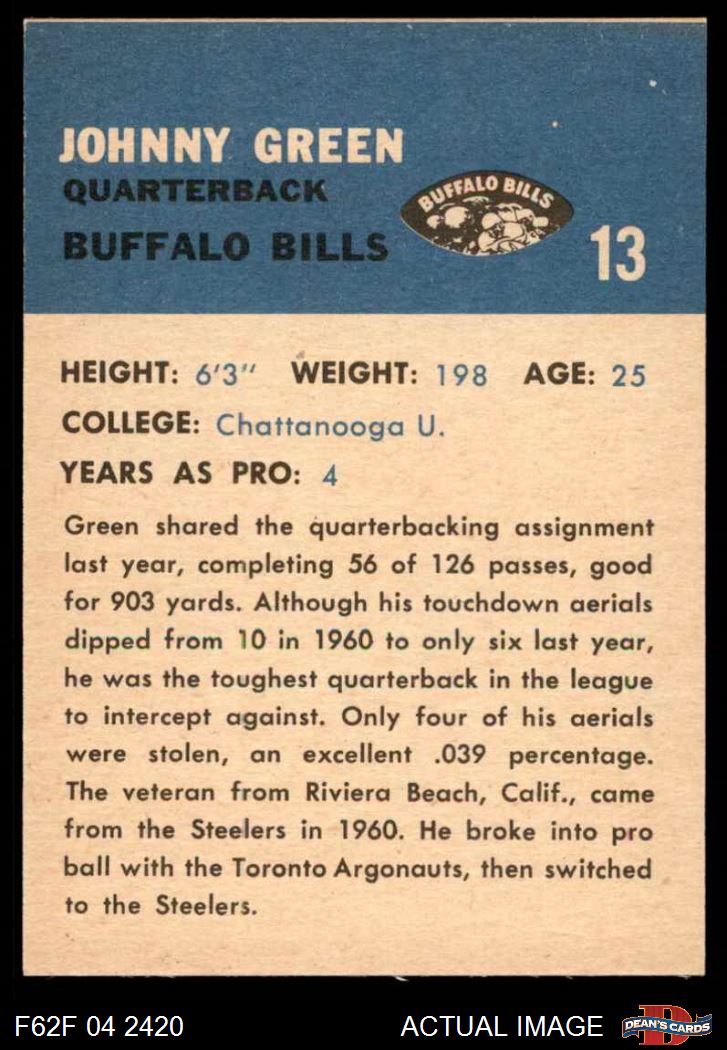 JOHNNY GREEN
QUARTERBACK
BUFFALO BILLS
BUFFALO BILLS
13
HEIGHT: 6'3" WEIGHT: 198 AGE: 25
COLLEGE: Chattanooga U.
YEARS AS PRO: 4
Green shared the quarterbacking assignment
last year, completing 56 of 126 passes, good
for 903 yards. Although his touchdown aerials
dipped from 10 in 1960 to only six last year,
he was the toughest quarterback in the league
to intercept against. Only four of his aerials
were stolen, an excellent .039 percentage.
The veteran from Riviera Beach, Calif., came
from the Steelers in 1960. He broke into pro
ball with the Toronto Argonauts, then switched
to the Steelers.
F62F 04 2420
ACTUAL IMAGE
D
DEAN'S CARDS